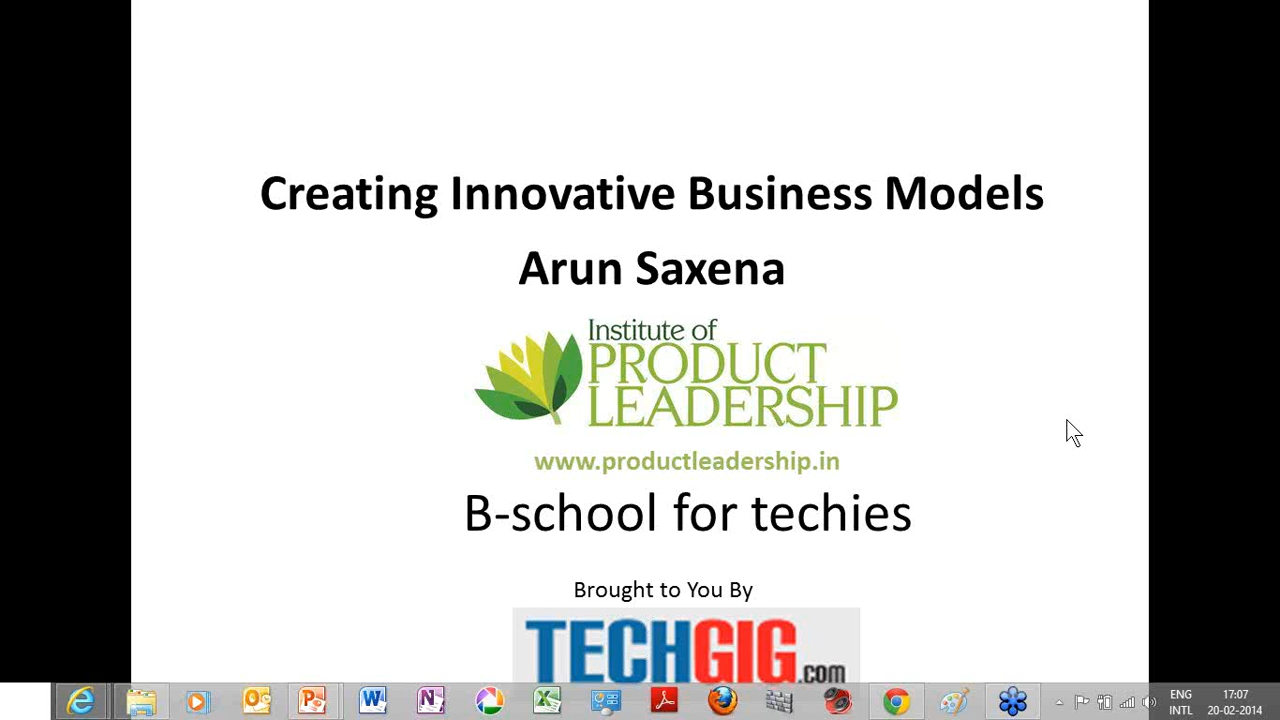 Creating Innovative Business Models
Arun Saxena
Institute of
PRODUCT
LEADERSHIP
www.productleadership.in
B-school for techies
Brought to You By
TECHGIG.com
ENG
INTL
17:07
20-02-2014